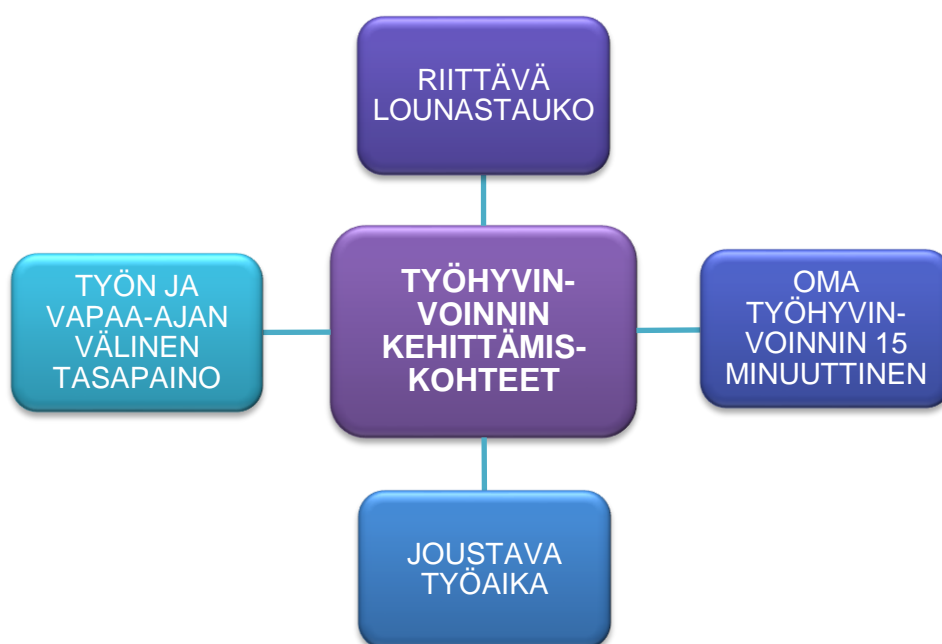 RIITTÄVÄ
LOUNASTAUKO
TYÖN JA
VAPAA-AJAN
VÄLINEN
TASAPAINO
TYÖHYVIN-
VOINNIN
KEHITTÄMIS-
KOHTEET
OMA
TYÖHYVIN-
VOINNIN 15
MINUUTTINEN
JOUSTAVA
TYÖAIKA